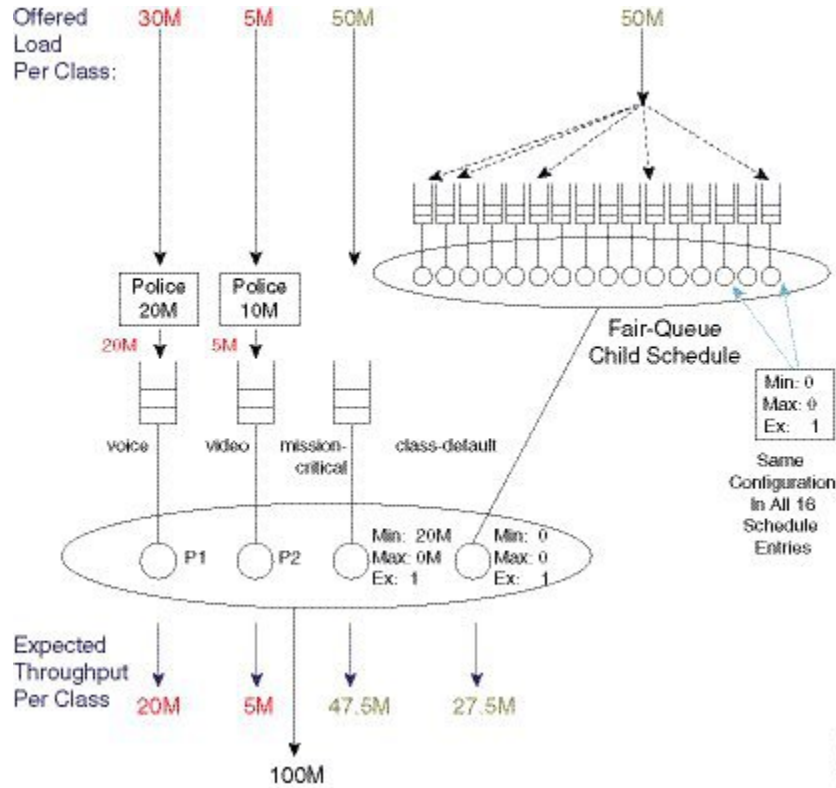 Offered
Load
Per Class:
30M
5M
50M
50M
Police
20M
Police
10M
20M
5M
Fair-Queue
Child Schedule
Min: 0
Max: 0
Ex: 1
Same
Configuration
In All 16
Schedule
Entries
voice
video
mission-
critical
class-default
P1
P2
Min: 20M
Max: 0M
Ex: 1
Min: 0
Max: 0
Ex: 1
Expected
Throughput
Per Class
20M
5M
47.5M
27.5M
100M